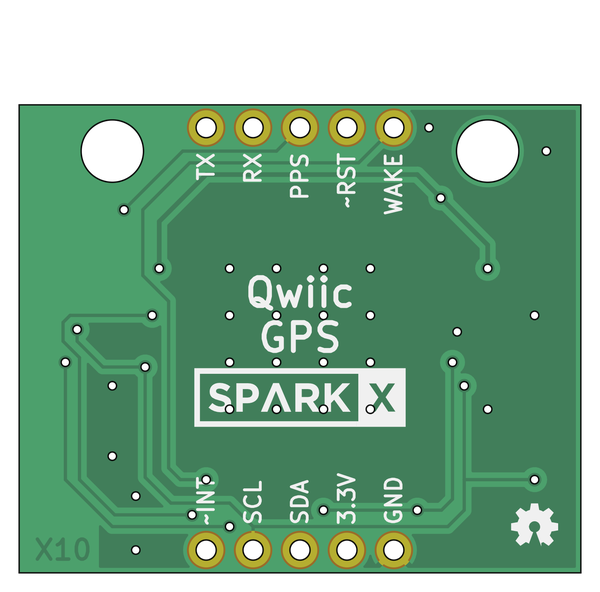 TX RX PPS ~RST WAKE
Qwiic
GPS
SPARK X
~INT SCL SDA 3.3V GND
X10